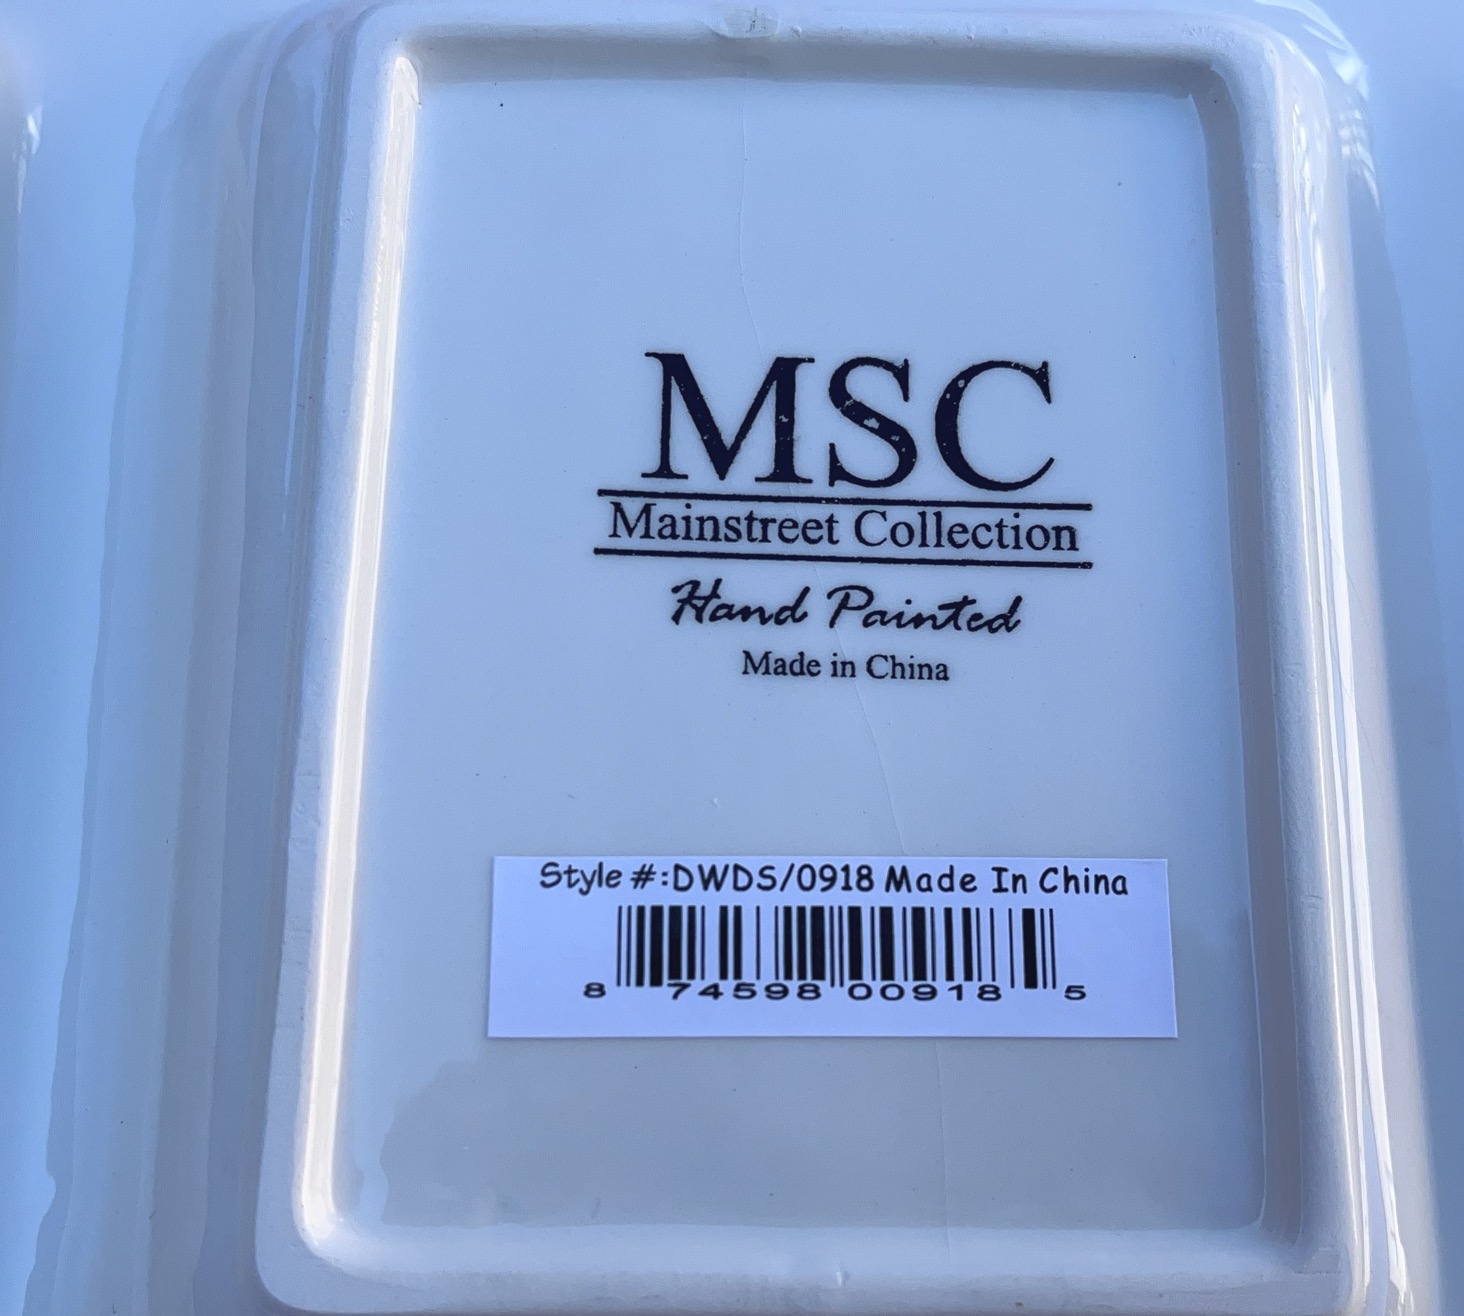 MSC
Mainstreet Collection
Hand Painted
Made in China
Style #:DWDS/0918 Made In China
8 74598 00918 5